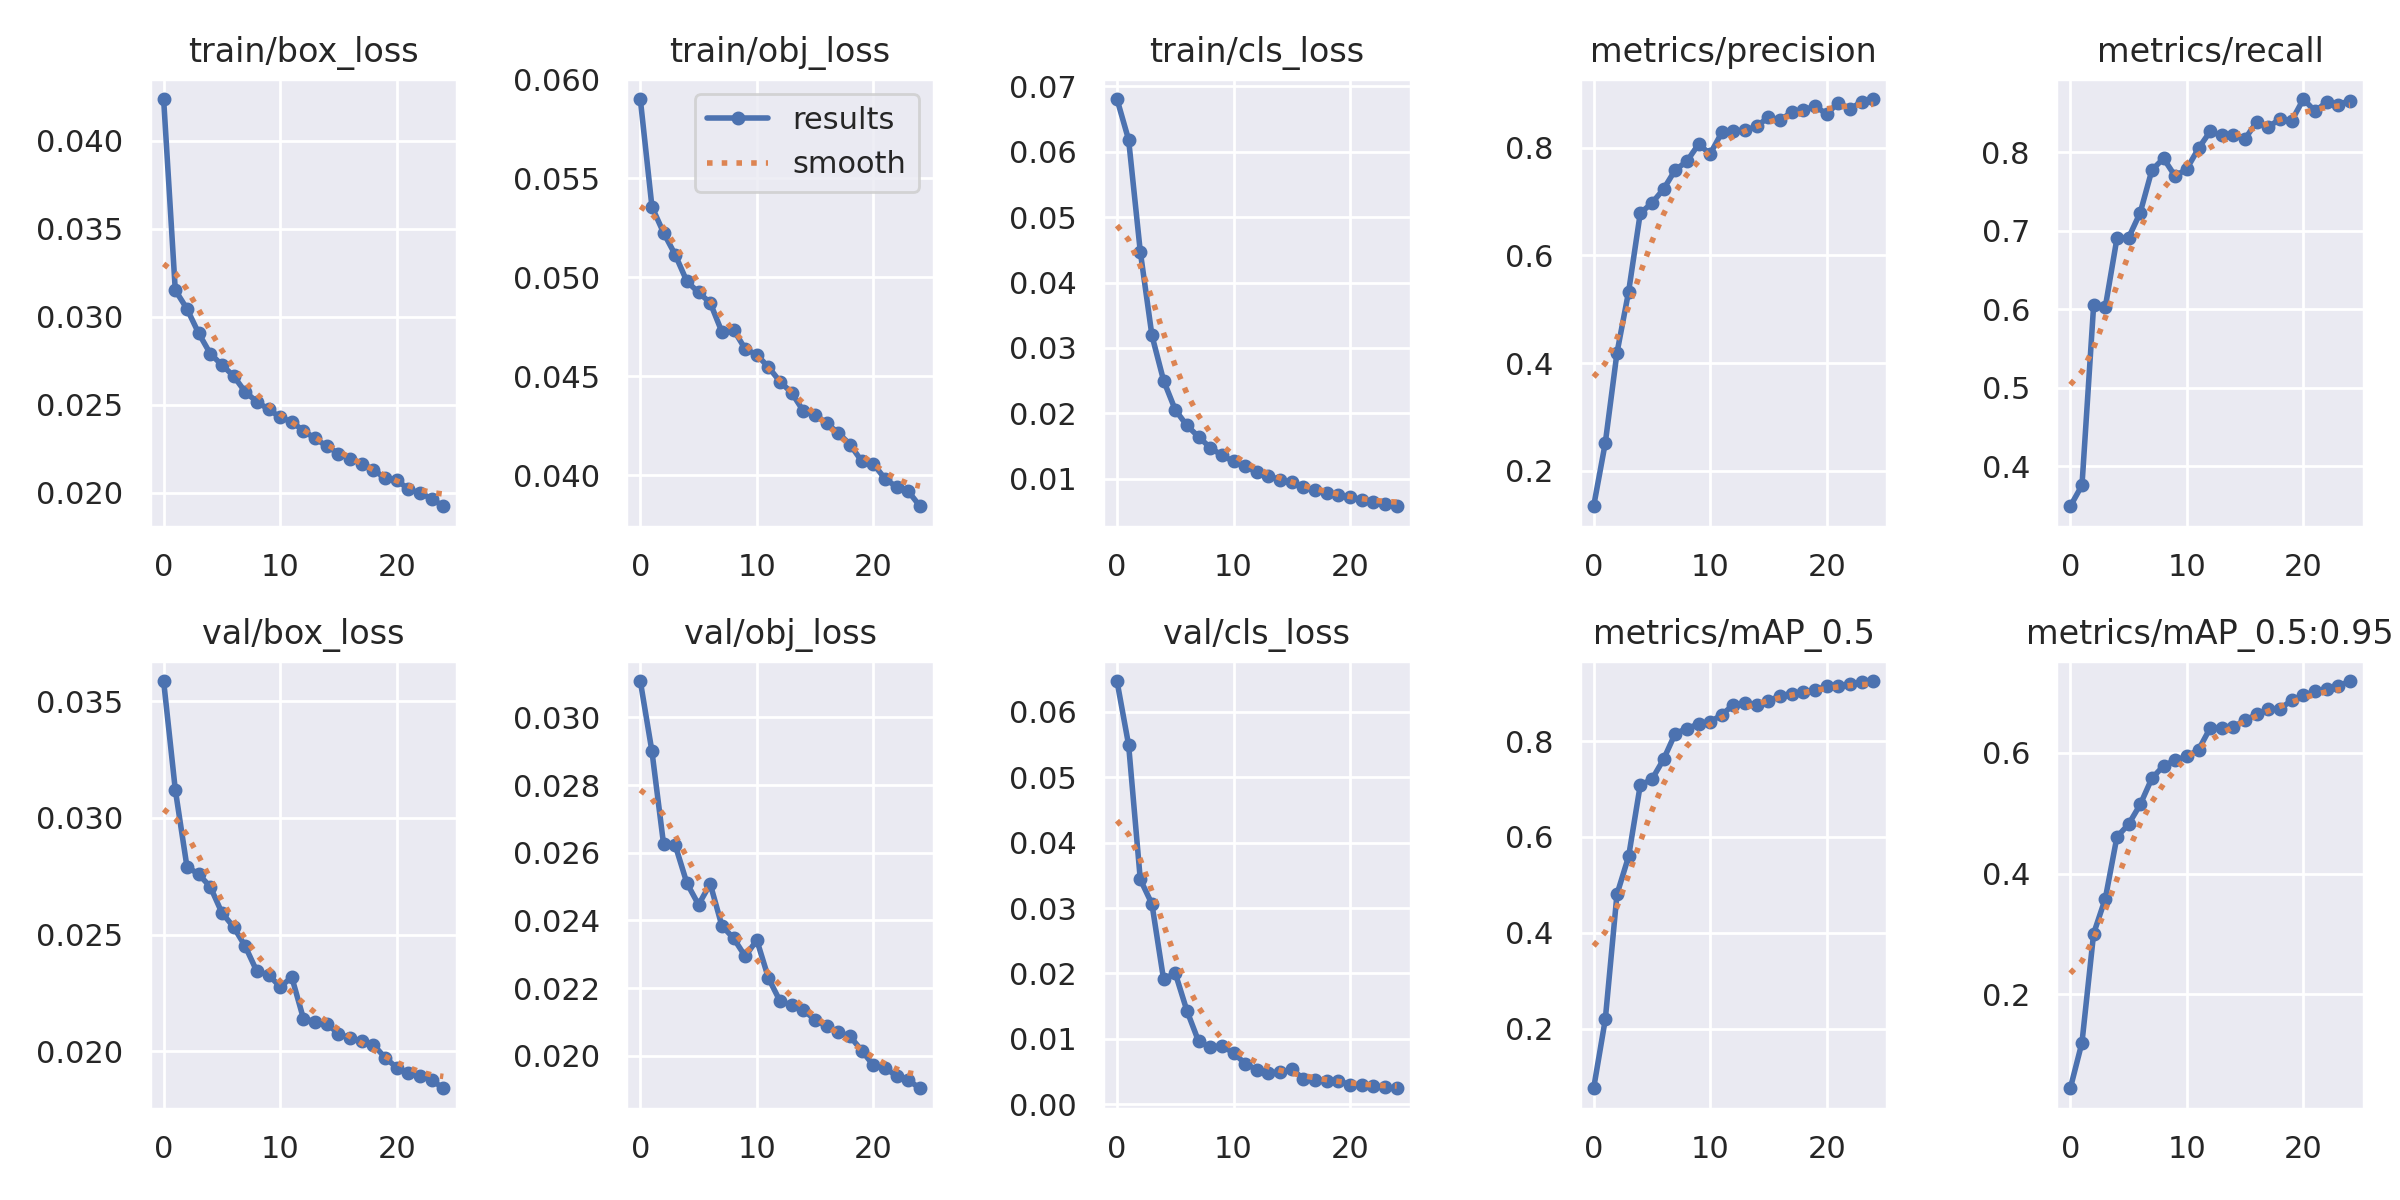 train/box_loss
0.040
0.035
0.030
0.025
0.020
0 10 20
train/obj_loss
0.060
0.055
0.050
0.045
0.040
0 10 20
results
smooth
train/cls_loss
0.07
0.06
0.05
0.04
0.03
0.02
0.01
0 10 20
metrics/precision
0.8
0.6
0.4
0.2
0 10 20
metrics/recall
0.8
0.7
0.6
0.5
0.4
0 10 20
val/box_loss
0.035
0.030
0.025
0.020
0 10 20
val/obj_loss
0.030
0.028
0.026
0.024
0.022
0.020
0 10 20
val/cls_loss
0.06
0.05
0.04
0.03
0.02
0.01
0.00
0 10 20
metrics/mAP_0.5
0.8
0.6
0.4
0.2
0 10 20
metrics/mAP_0.5:0.95
0.6
0.4
0.2
0 10 20